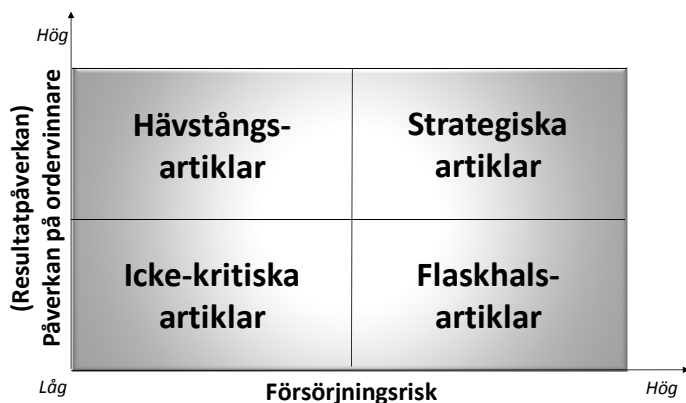 Hög
(Resultatpåverkan)
Påverkan på ordervinnare
Hävstångs-
artiklar
Strategiska
artiklar
Icke-kritiska
artiklar
Flaskhals-
artiklar
Låg
Försörjningsrisk
Hög